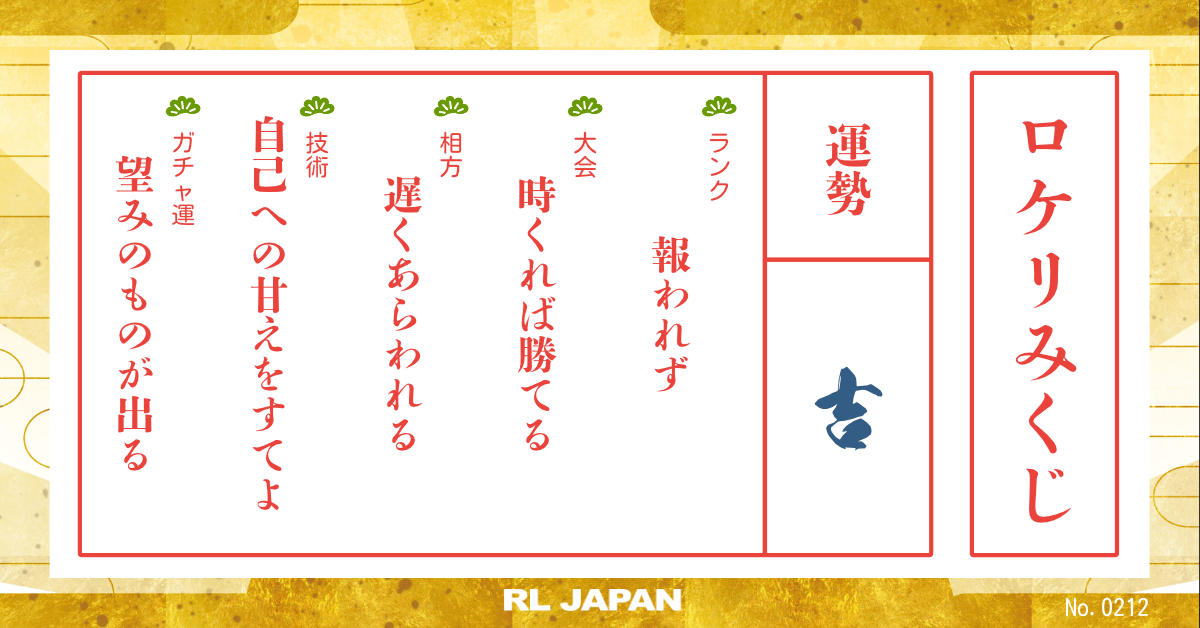 ロケリみくじ
運勢
吉
ランク
報われず
大会
時くれば勝てる
相方
遅くあらわれる
技術
自己への甘えをすてよ
ガチャ運
望みのものが出る
RL JAPAN
No. 0212